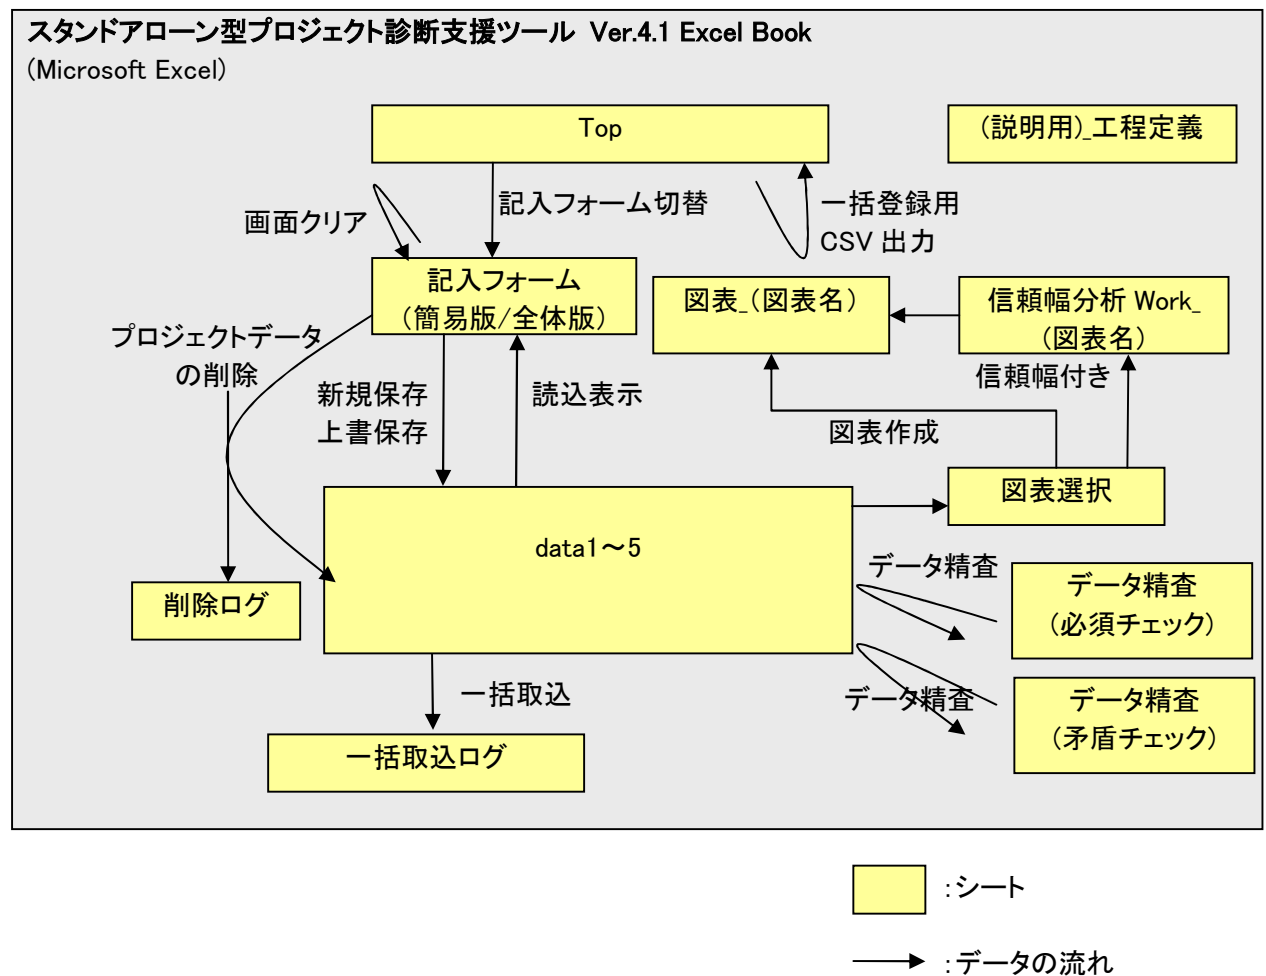 スタンドアローン型プロジェクト診断支援ツール Ver.4.1 Excel Book
(Microsoft Excel)
Top
(説明用)_工程定義
画面クリア
記入フォーム切替
一括登録用
CSV 出力
記入フォーム
(簡易版/全体版)
図表_(図表名)
信頼幅分析 Work_
(図表名)
プロジェクトデータ
の削除
新規保存
上書保存
読込表示
信頼幅付き
図表作成
図表選択
data1～5
データ精査
データ精査
(必須チェック)
削除ログ
一括取込
データ精査
データ精査
(矛盾チェック)
一括取込ログ
:シート
:データの流れ